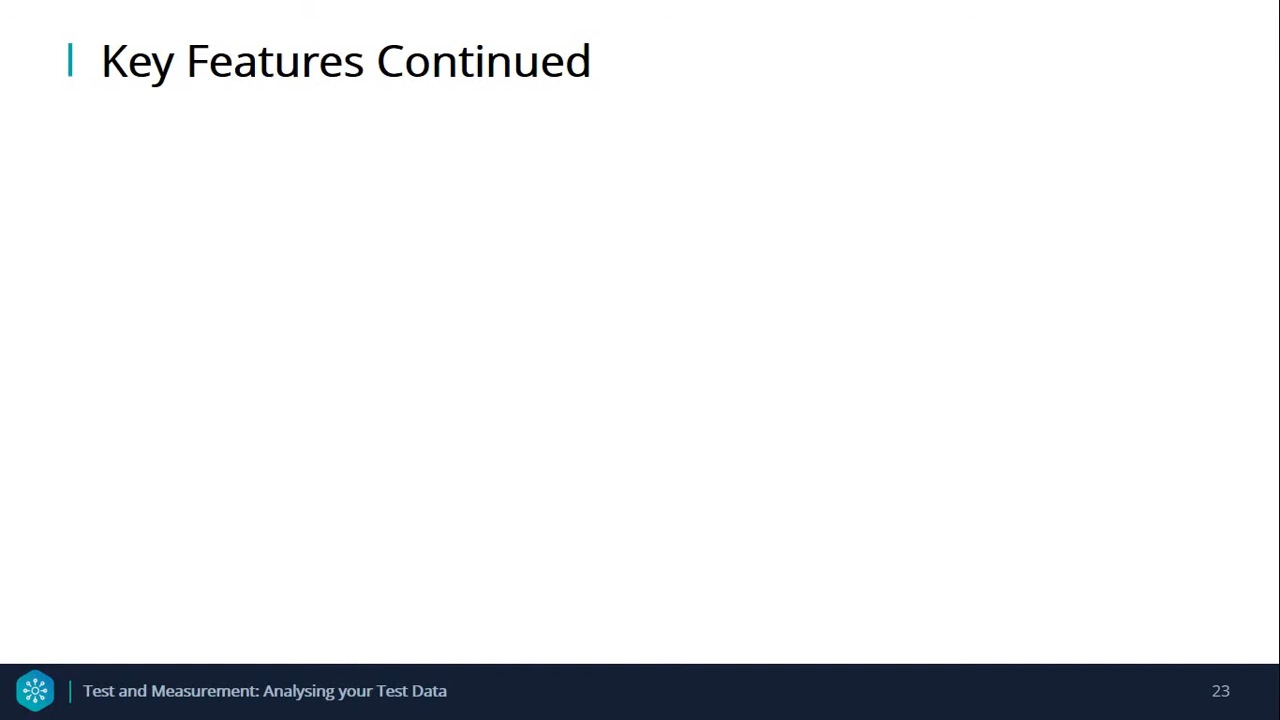 Key Features Continued
Test and Measurement: Analysing your Test Data
23